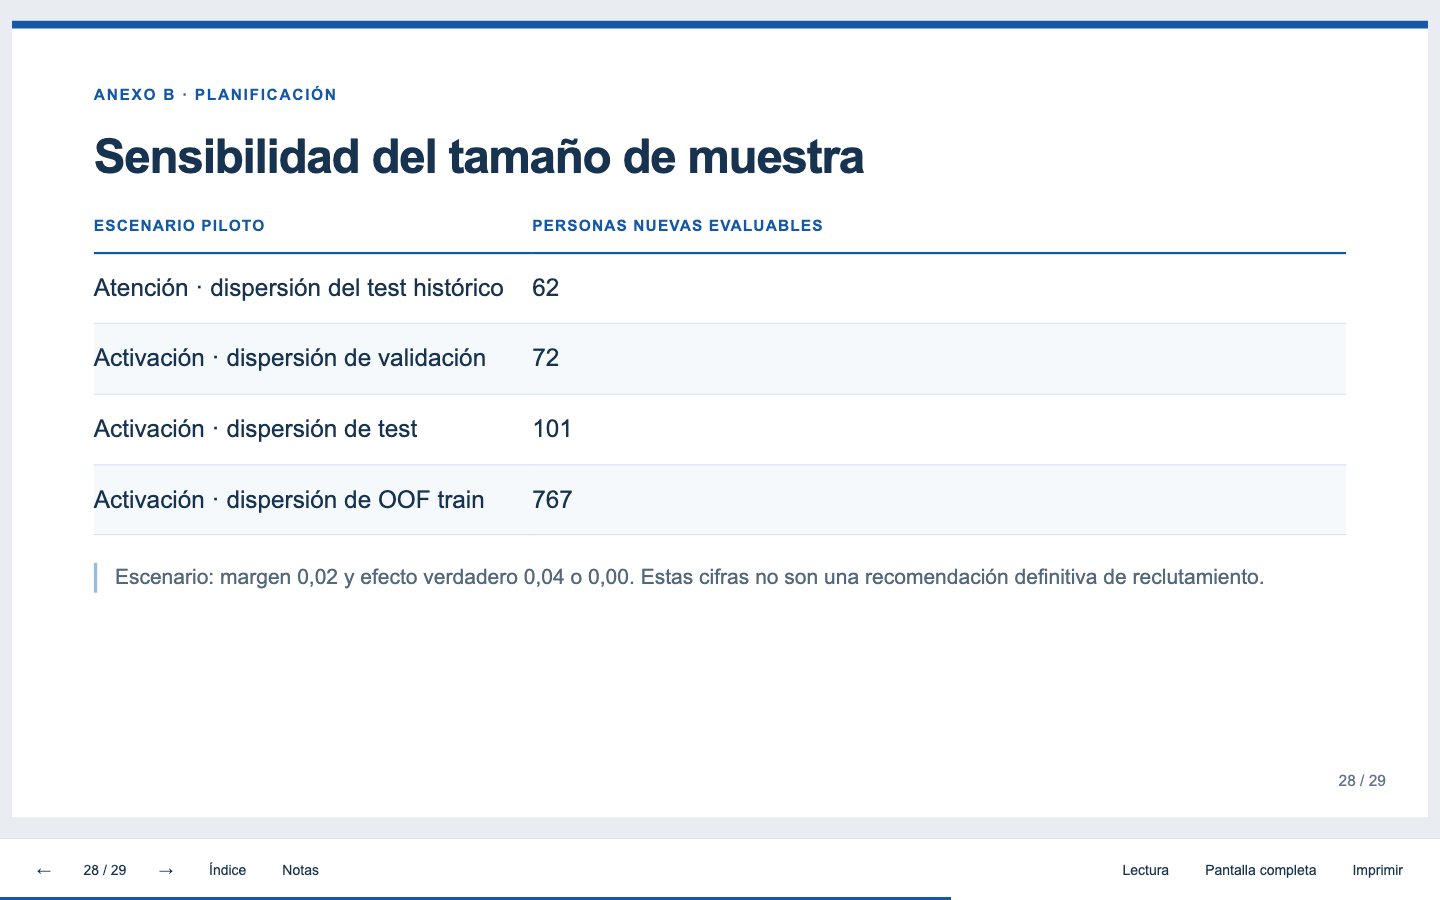 ANEXO B · PLANIFICACIÓN
Sensibilidad del tamaño de muestra
ESCENARIO PILOTO PERSONAS NUEVAS EVALUABLES
Atención · dispersión del test histórico 62
Activación · dispersión de validación 72
Activación · dispersión de test 101
Activación · dispersión de OOF train 767
Escenario: margen 0,02 y efecto verdadero 0,04 o 0,00. Estas cifras no son una recomendación definitiva de reclutamiento.
28 / 29
← 28 / 29 → Índice Notas Lectura Pantalla completa Imprimir